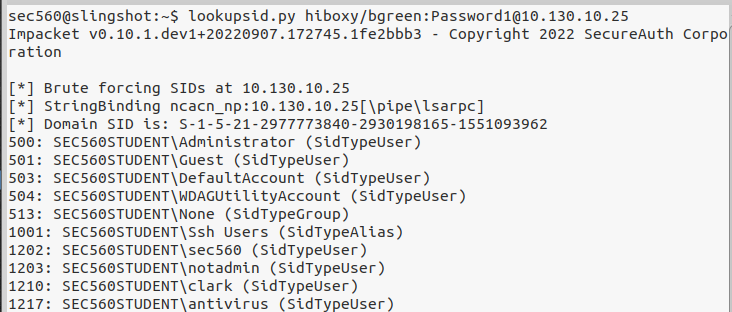 sec560@slingshot:~$ lookupsid.py hiboxy/bgreen:Password1@10.130.10.25
Impacket v0.10.1.dev1+20220907.172745.1fe2bbb3 - Copyright 2022 SecureAuth Corpo
ration
[*] Brute forcing SIDs at 10.130.10.25
[*] StringBinding ncacn_np:10.130.10.25[\pipe\lsarpc]
[*] Domain SID is: S-1-5-21-2977773840-2930198165-1551093962
500: SEC560STUDENT\Administrator (SidTypeUser)
501: SEC560STUDENT\Guest (SidTypeUser)
503: SEC560STUDENT\DefaultAccount (SidTypeUser)
504: SEC560STUDENT\WDAGUtilityAccount (SidTypeUser)
513: SEC560STUDENT\None (SidTypeGroup)
1001: SEC560STUDENT\Ssh Users (SidTypeAlias)
1202: SEC560STUDENT\sec560 (SidTypeUser)
1203: SEC560STUDENT\notadmin (SidTypeUser)
1210: SEC560STUDENT\clark (SidTypeUser)
1217: SEC560STUDENT\antivirus (SidTypeUser)